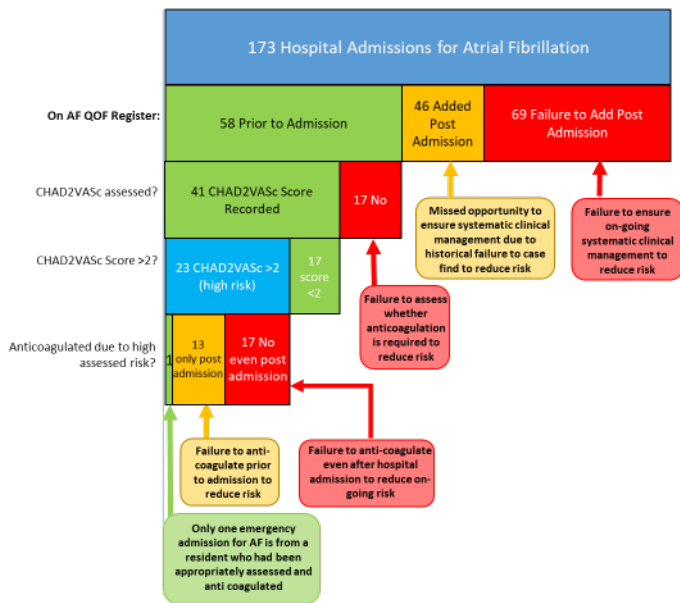 173 Hospital Admissions for Atrial Fibrillation
On AF QOF Register:
58 Prior to Admission
46 Added
Post
Admission
69 Failure to Add Post
Admission
CHAD2VASc assessed?
41 CHAD2VASc Score
Recorded
17 No
Missed opportunity to
ensure systematic clinical
management due to
historical failure to case
find to reduce risk
Failure to ensure
on-going
systematic clinical
management to
reduce risk
CHAD2VASc Score >2?
23 CHAD2VASc >2
(high risk)
17
score
<2
Failure to assess
whether
anticoagulation
is required to
reduce risk
Anticoagulated due to high
assessed risk?
1
13
only post
admission
17 No
even post
admission
Failure to anti-
coagulate prior
to admission to
reduce risk
Failure to anti-coagulate
even after hospital
admission to reduce on-
going risk
Only one emergency
admission for AF is from a
resident who had been
appropriately assessed and
anti coagulated